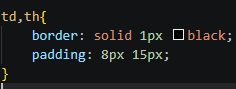 td,th{
    border: solid 1px black;
    padding: 8px 15px;
}